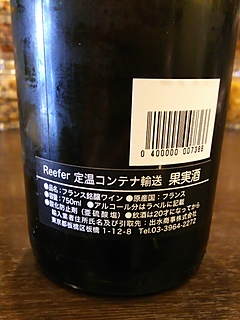 0 400000 007386
Reefer 定温コンテナ輸送 果実酒
●品名:フランス銘醸ワイン ●原産国:フランス
●容量:750ml ●アルコール分はラベルに記載
●酸化防止剤(亜硫酸塩) ●飲酒は20才になってから
輸入業者住所氏名及び引取先:出水商事株式会社
東京都板橋区板橋 1-12-8 Tel.03-3964-2272